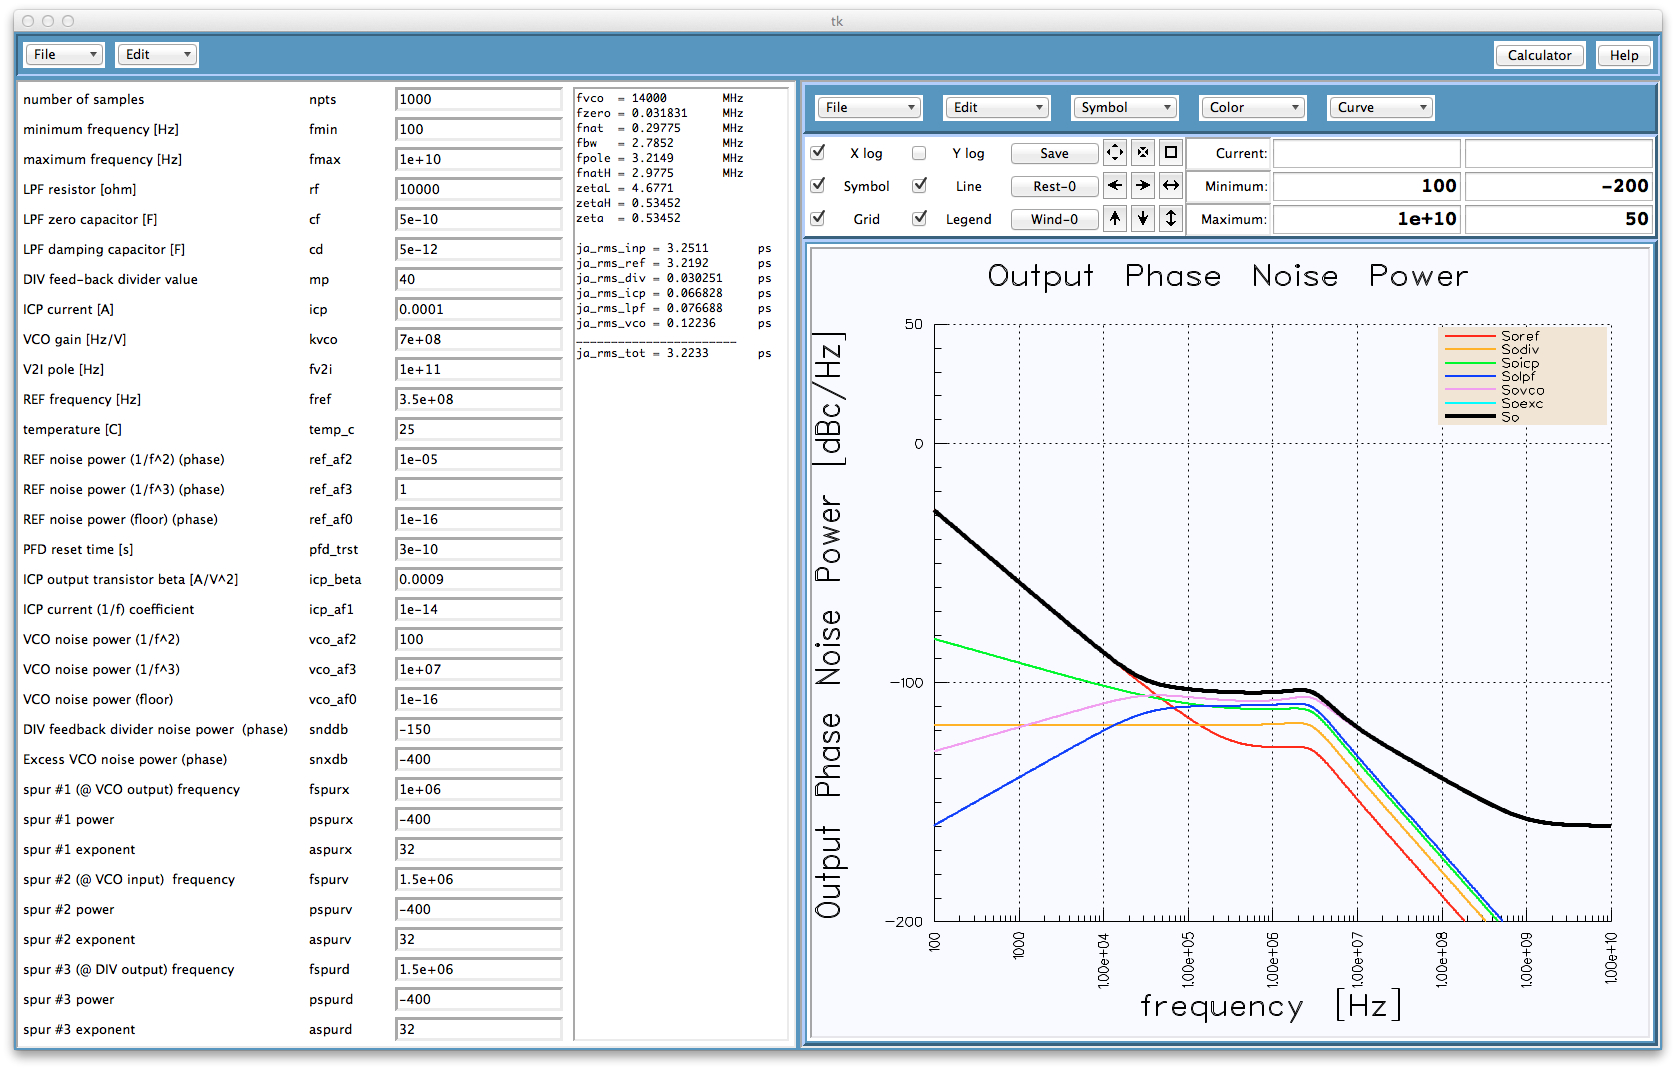 tk
File Edit Calculator Help
number of samples npts 1000
minimum frequency [Hz] fmin 100
maximum frequency [Hz] fmax 1e+10
LPF resistor [ohm] rf 10000
LPF zero capacitor [F] cf 5e-10
LPF damping capacitor [F] cd 5e-12
DIV feed-back divider value mp 40
ICP current [A] icp 0.0001
VCO gain [Hz/V] kvco 7e+08
V2I pole [Hz] fv2i 1e+11
REF frequency [Hz] fref 3.5e+08
temperature [C] temp_c 25
REF noise power (1/f^2) (phase) ref_af2 1e-05
REF noise power (1/f^3) (phase) ref_af3 1
REF noise power (floor) (phase) ref_af0 1e-16
PFD reset time [s] pfd_trst 3e-10
ICP output transistor beta [A/V^2] icp_beta 0.0009
ICP current (1/f) coefficient icp_af1 1e-14
VCO noise power (1/f^2) vco_af2 100
VCO noise power (1/f^3) vco_af3 1e+07
VCO noise power (floor) vco_af0 1e-16
DIV feedback divider noise power (phase) snddb -150
Excess VCO noise power (phase) snxdb -400
spur #1 (@ VCO output) frequency fspurx 1e+06
spur #1 power pspurx -400
spur #1 exponent aspurx 32
spur #2 (@ VCO input) frequency fspurv 1.5e+06
spur #2 power pspurv -400
spur #2 exponent aspurv 32
spur #3 (@ DIV output) frequency fspurd 1.5e+06
spur #3 power pspurd -400
spur #3 exponent aspurd 32
fvco = 14000 MHz
fzero = 0.031831 MHz
fnat = 0.29775 MHz
fbw = 2.7852 MHz
fpole = 3.2149 MHz
fnatH = 2.9775 MHz
zetaL = 4.6771
zetaH = 0.53452
zeta = 0.53452
ja_rms_inp = 3.2511 ps
ja_rms_ref = 3.2192 ps
ja_rms_div = 0.030251 ps
ja_rms_icp = 0.066828 ps
ja_rms_lpf = 0.076688 ps
ja_rms_vco = 0.12236 ps
ja_rms_tot = 3.2233 ps
File Edit Symbol Color Curve
X log Y log Save Current:
Symbol Line Rest-0 Minimum: 100 -200
Grid Legend Wind-0 Maximum: 1e+10 50
Output Phase Noise Power
Output Phase Noise Power [dBc/Hz]
50
0
-100
-200
Soref
Sodiv
Soicp
Solpf
Sovco
Soexc
So
100 1000 1.00e+04 1.00e+05 1.00e+06 1.00e+07 1.00e+08 1.00e+09 1.00e+10
frequency [Hz]